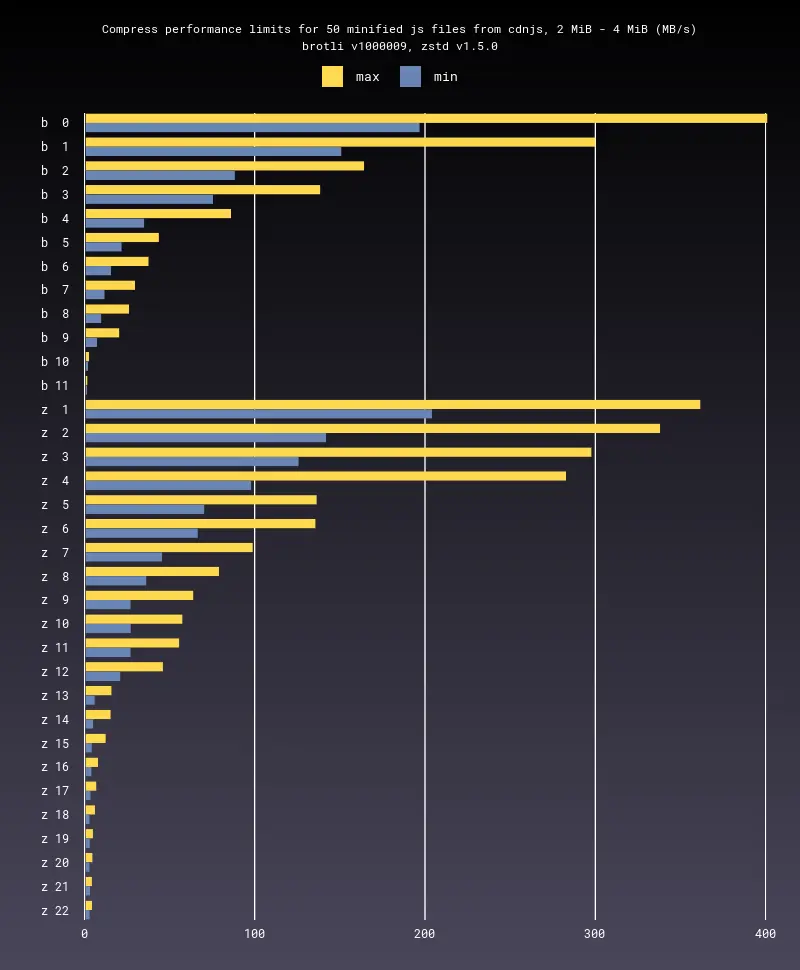 Compress performance limits for 50 minified js files from cdnjs, 2 MiB - 4 MiB (MB/s)
brotli v1000009, zstd v1.5.0
max min
b 0
b 1
b 2
b 3
b 4
b 5
b 6
b 7
b 8
b 9
b 10
b 11
z 1
z 2
z 3
z 4
z 5
z 6
z 7
z 8
z 9
z 10
z 11
z 12
z 13
z 14
z 15
z 16
z 17
z 18
z 19
z 20
z 21
z 22
0 100 200 300 400